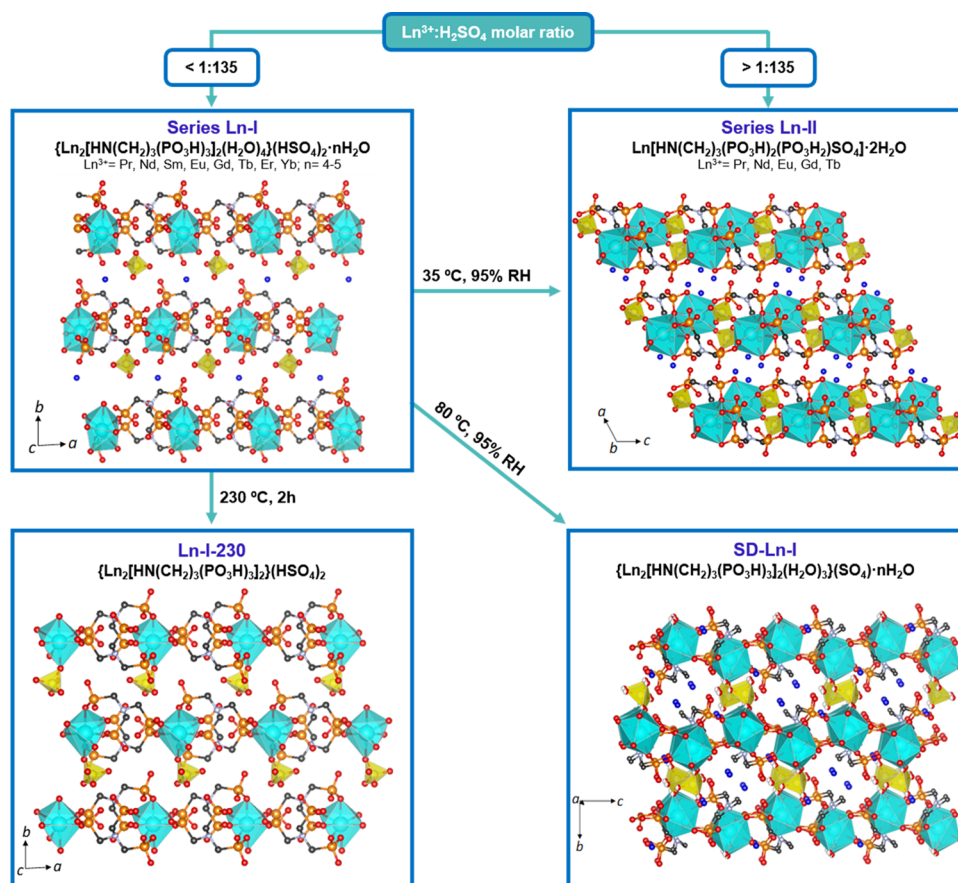 Ln³⁺:H₂SO₄ molar ratio
< 1:135
> 1:135
Series Ln-I
{Ln₂[HN(CH₂)₃(PO₃H)₃]₂(H₂O)₄}(HSO₄)₂·nH₂O
Ln³⁺= Pr, Nd, Sm, Eu, Gd, Tb, Er, Yb; n= 4-5
b
c
a
Series Ln-II
Ln[HN(CH₂)₃(PO₃H)₂(PO₃H₂)SO₄]·2H₂O
Ln³⁺= Pr, Nd, Eu, Gd, Tb
a
b
c
35 ºC, 95% RH
80 ºC, 95% RH
230 ºC, 2h
Ln-I-230
{Ln₂[HN(CH₂)₃(PO₃H)₃]₂}(HSO₄)₂
b
c
a
SD-Ln-I
{Ln₂[HN(CH₂)₃(PO₃H)₃]₂(H₂O)₃}(SO₄)·nH₂O
a
c
b